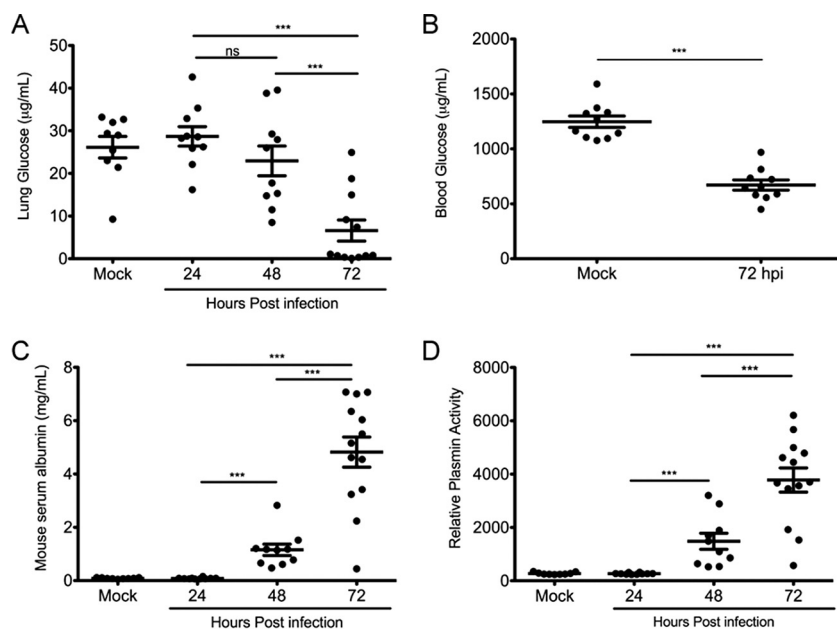 A
***
ns
***
Lung Glucose (µg/mL)
50
40
30
20
10
0
Mock
24
48
72
Hours Post infection
B
***
Blood Glucose (µg/mL)
2000
1500
1000
500
0
Mock
72 hpi
C
***
***
***
Mouse serum albumin (mg/mL)
8
6
4
2
0
Mock
24
48
72
Hours Post infection
D
***
***
***
Relative Plasmin Activity
8000
6000
4000
2000
0
Mock
24
48
72
Hours Post infection